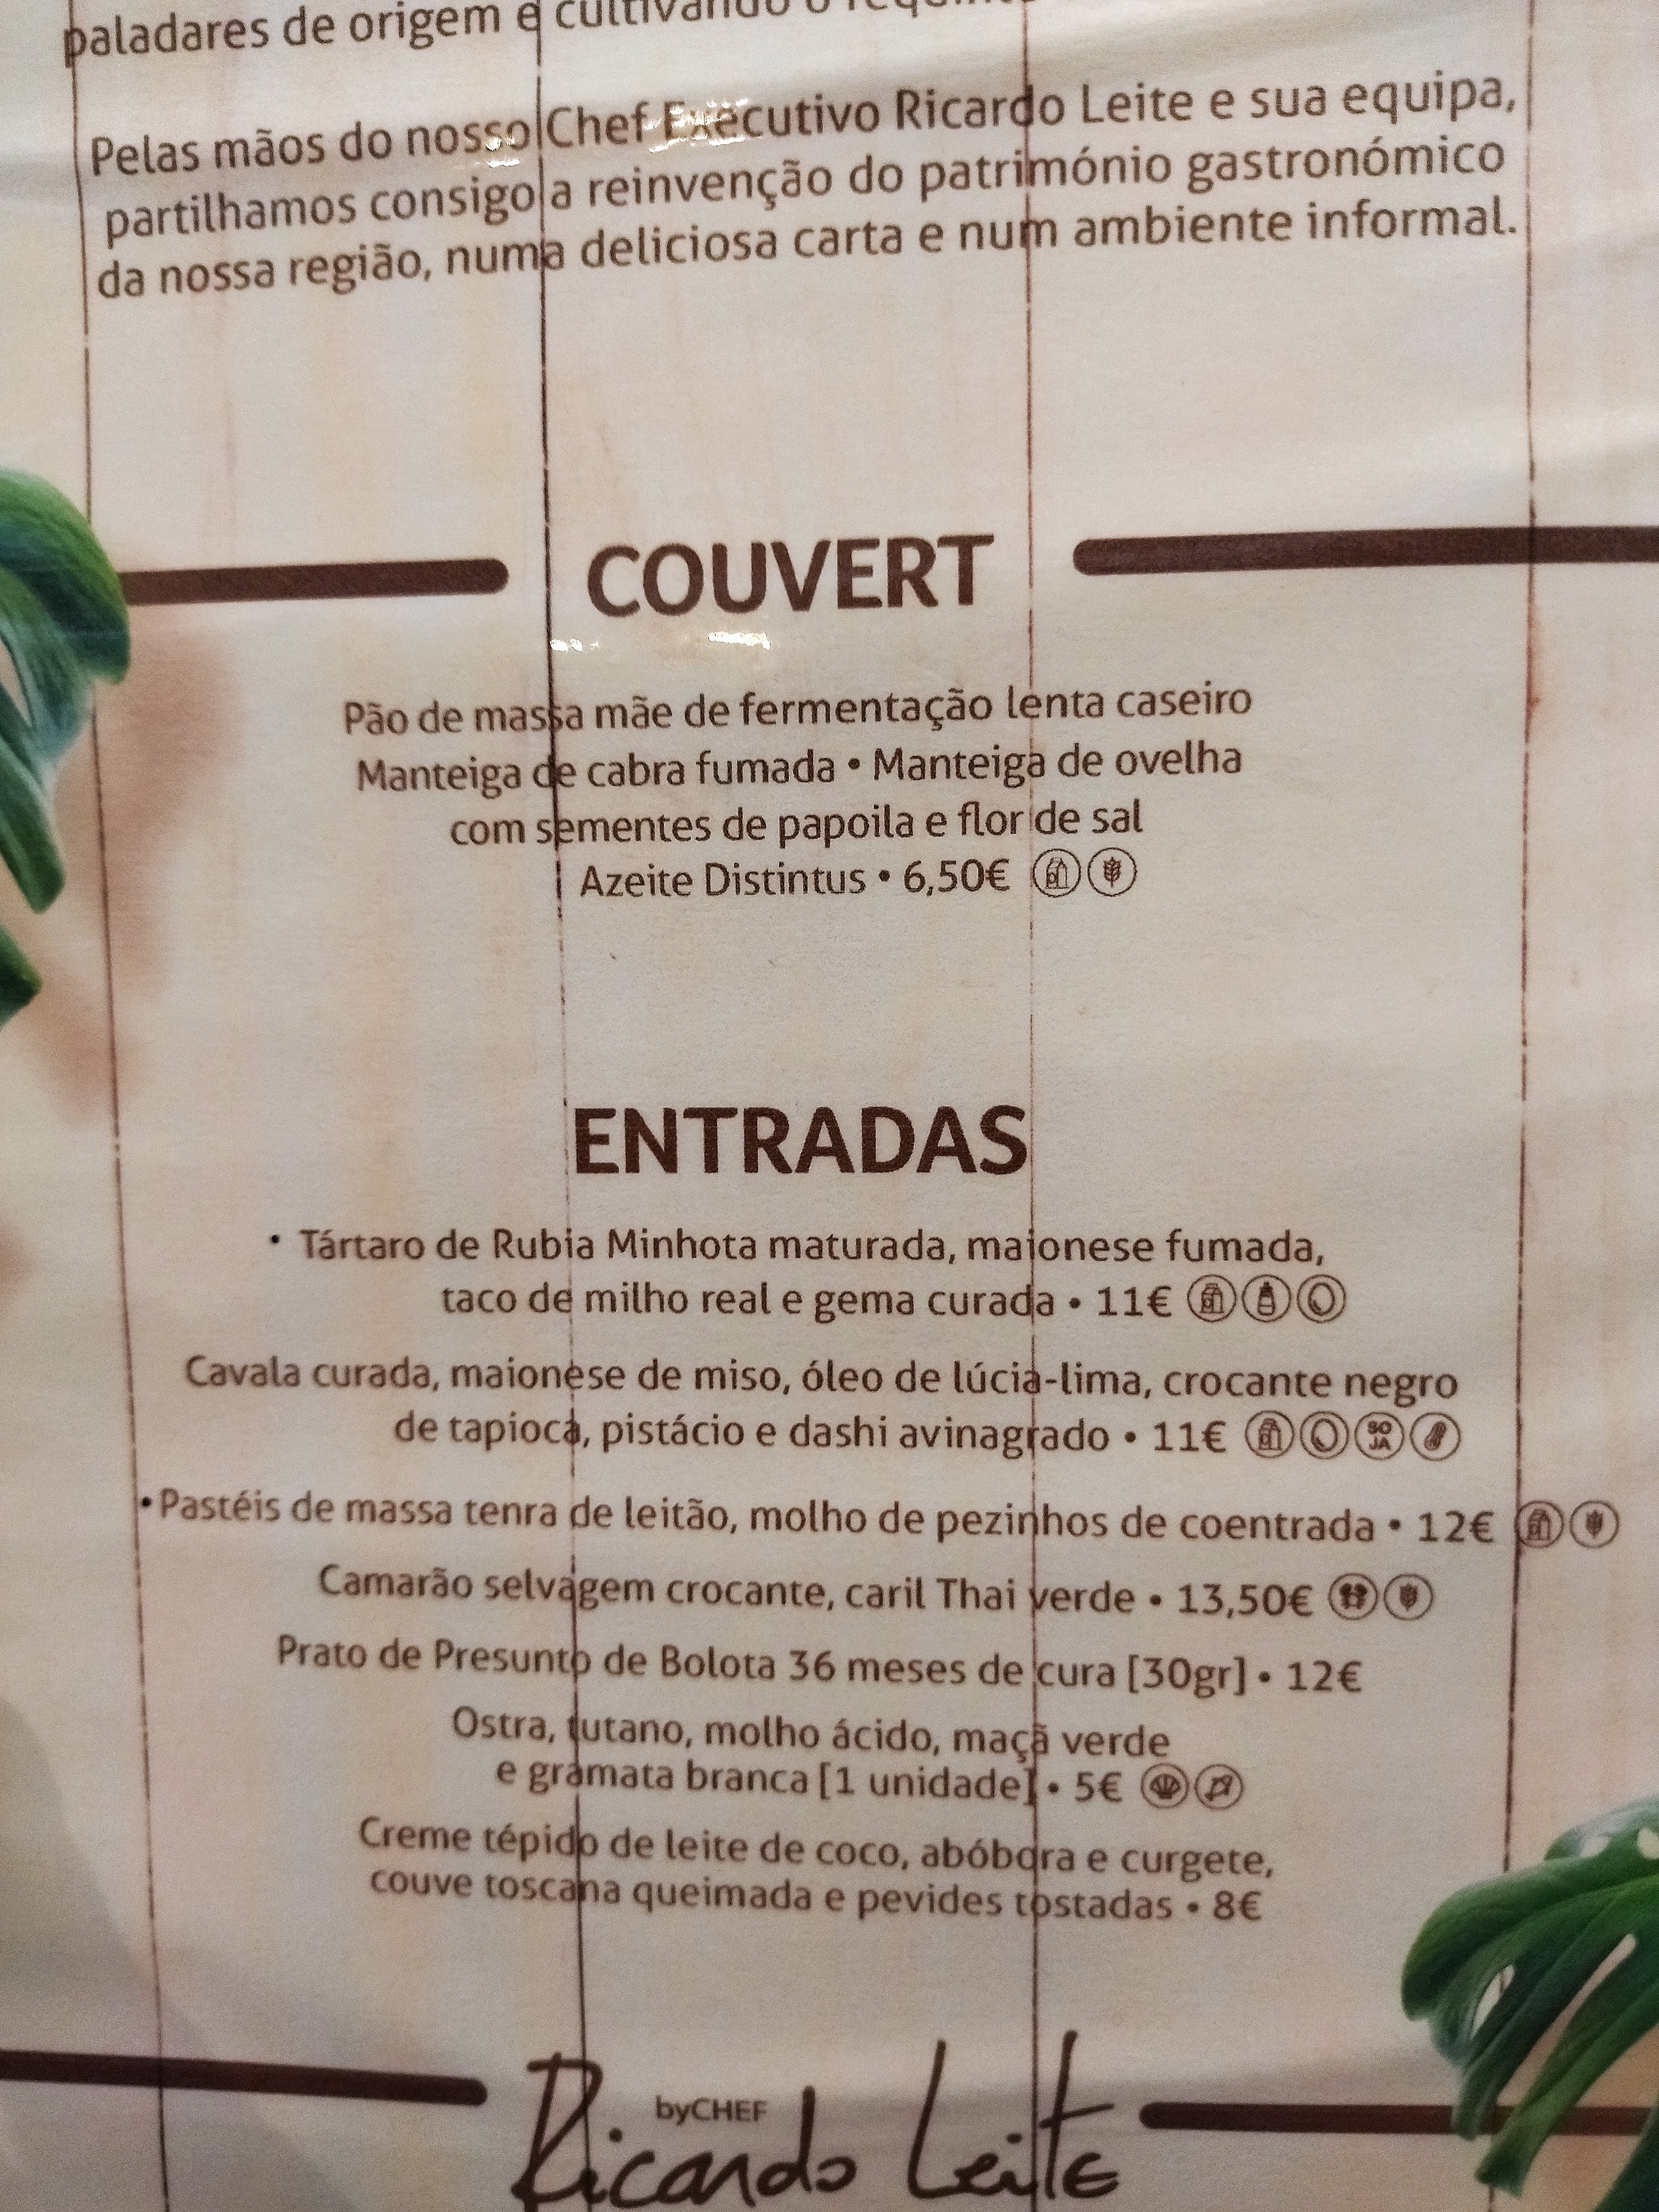 paladares de origem e cultivando o
Pelas mãos do nosso Chef Executivo Ricardo Leite e sua equipa,
partilhamos consigo a reinvenção do património gastronómico
da nossa região, numa deliciosa carta e num ambiente informal.
COUVERT
Pão de massa mãe de fermentação lenta caseiro
Manteiga de cabra fumada • Manteiga de ovelha
com sementes de papoila e flor de sal
Azeite Distintus • 6,50€
ENTRADAS
• Tártaro de Rubia Minhota maturada, maionese fumada,
taco de milho real e gema curada • 11€
Cavala curada, maionese de miso, óleo de lúcia-lima, crocante negro
de tapioca, pistácio e dashi avinagrado • 11€ SOJA
• Pastéis de massa tenra de leitão, molho de pezinhos de coentrada • 12€
Camarão selvagem crocante, caril Thai verde • 13,50€
Prato de Presunto de Bolota 36 meses de cura [30gr] • 12€
Ostra, tutano, molho ácido, maçã verde
e gramata branca [1 unidade] • 5€
Creme tépido de leite de coco, abóbora e curgete,
couve toscana queimada e pevides tostadas • 8€
byCHEF
Ricardo Leite